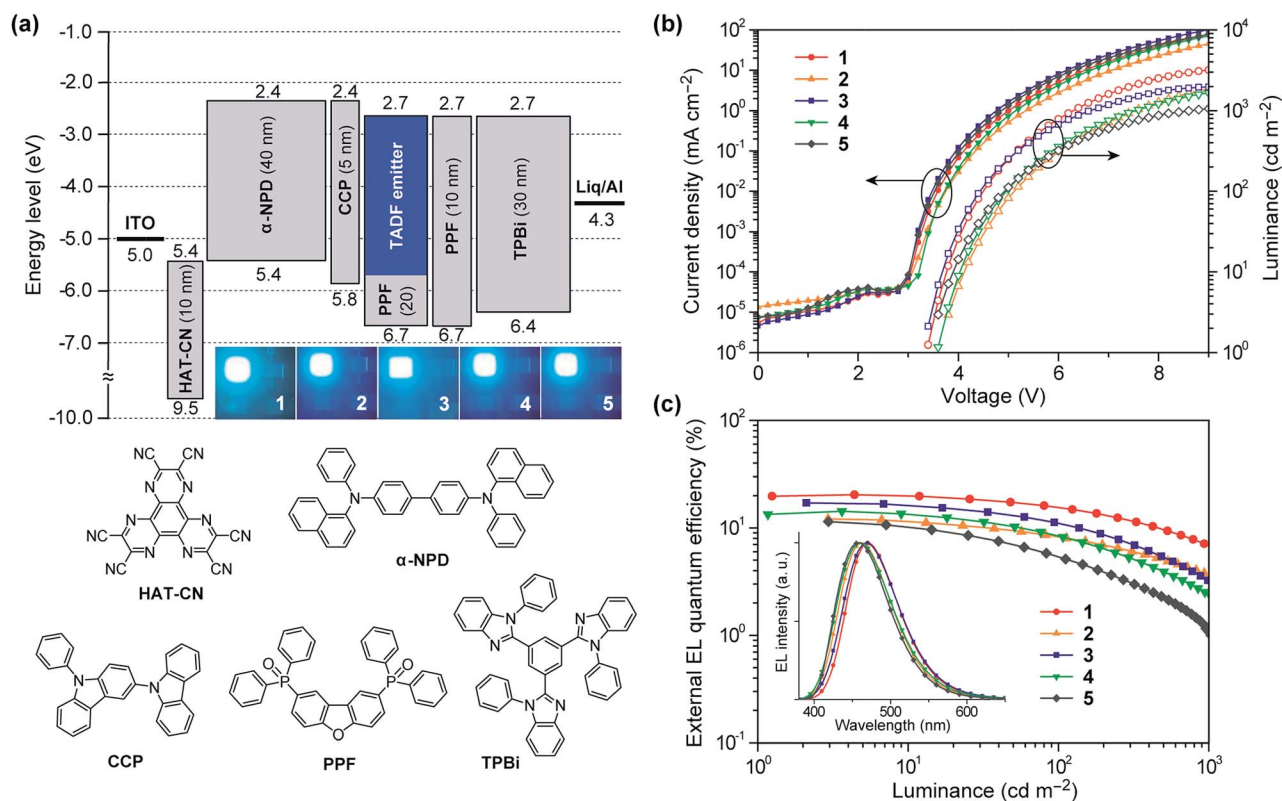 (a)
-1.0
-2.0
-3.0
-4.0
-5.0
-6.0
-7.0
≈
-10.0
Energy level (eV)
ITO
5.0
5.4
HAT-CN (10 nm)
9.5
2.4
α-NPD (40 nm)
5.4
2.4
CCP (5 nm)
5.8
2.7
TADF emitter
PPF
(20)
6.7
2.7
PPF (10 nm)
6.7
2.7
TPBi (30 nm)
6.4
Liq/Al
4.3
1 2 3 4 5
NC CN
N N
NC N N CN
NC N N CN
HAT-CN
N N
α-NPD
N N
CCP
P O O P
O
PPF
N N
N N
N N
TPBi
(b)
10² 10¹ 10⁰ 10⁻¹ 10⁻² 10⁻³ 10⁻⁴ 10⁻⁵ 10⁻⁶
Current density (mA cm⁻²)
1
2
3
4
5
10⁴ 10³ 10² 10¹ 10⁰
Luminance (cd m⁻²)
0 2 4 6 8
Voltage (V)
(c)
10² 10¹ 10⁰ 10⁻¹
External EL quantum efficiency (%)
EL intensity (a. u.)
400 500 600
Wavelength (nm)
1
2
3
4
5
10⁰ 10¹ 10² 10³
Luminance (cd m⁻²)